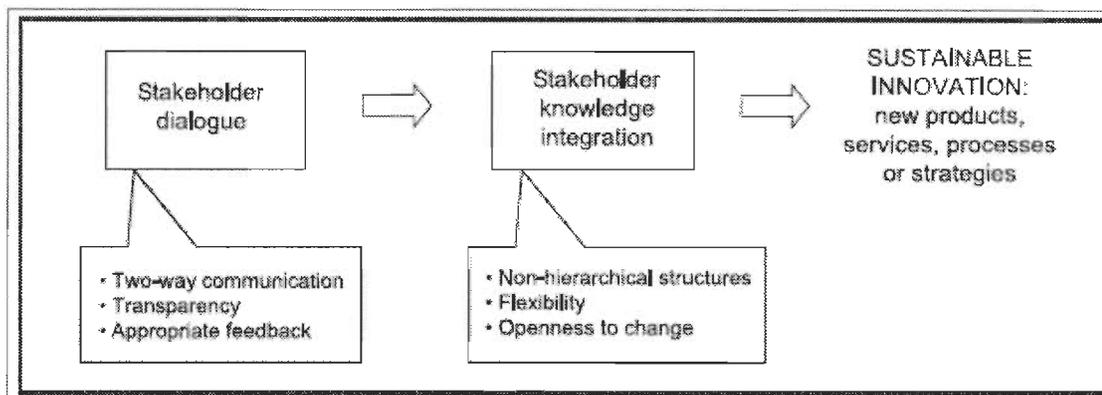 Stakeholder
dialogue
Stakeholder
knowledge
integration
SUSTAINABLE
INNOVATION:
new products,
services, processes
or strategies
• Two-way communication
• Transparency
• Appropriate feedback
• Non-hierarchical structures
• Flexibility
• Openness to change